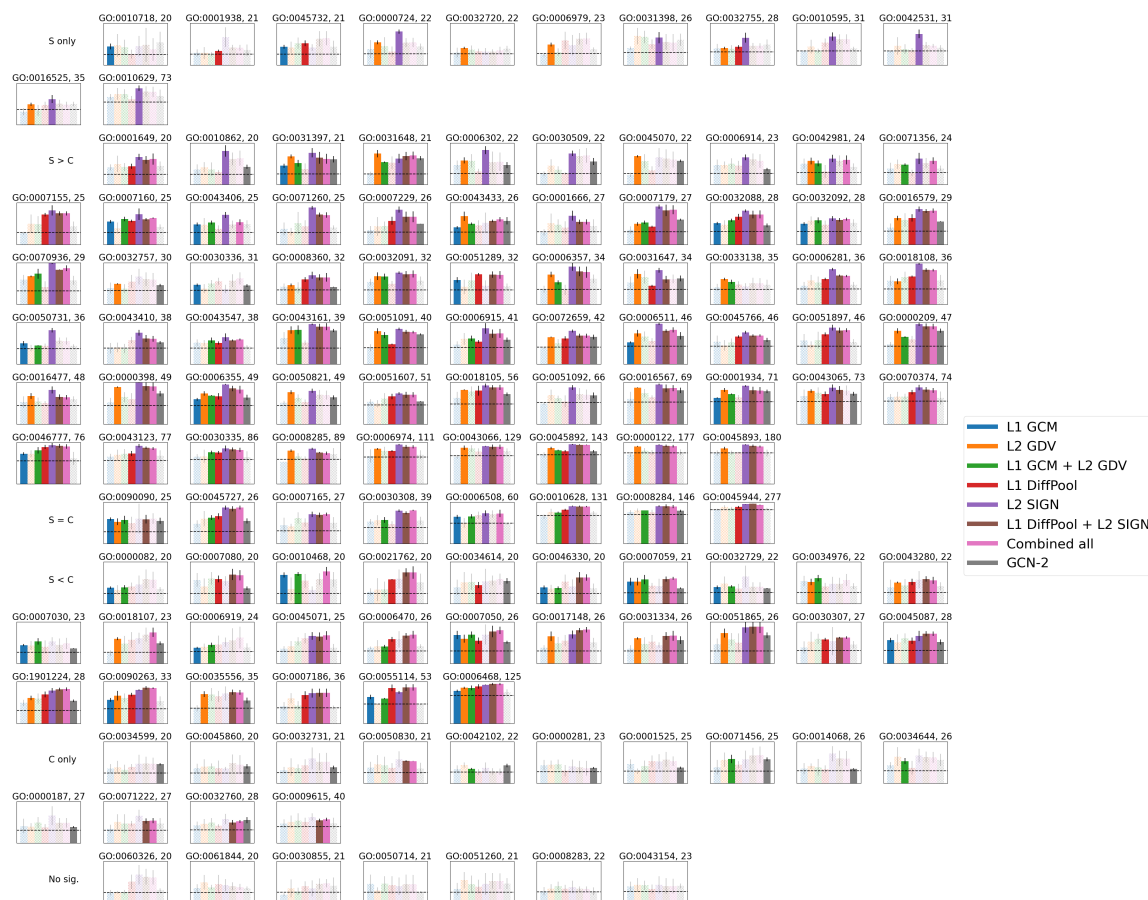 GO:0010718, 20 GO:0001938, 21 GO:0045732, 21 GO:0000724, 22 GO:0032720, 22 GO:0006979, 23 GO:0031398, 26 GO:0032755, 28 GO:0010595, 31 GO:0042531, 31
S only
GO:0016525, 35 GO:0010629, 73
GO:0001649, 20 GO:0010862, 20 GO:0031397, 21 GO:0031648, 21 GO:0006302, 22 GO:0030509, 22 GO:0045070, 22 GO:0006914, 23 GO:0042981, 24 GO:0071356, 24
S > C
GO:0007155, 25 GO:0007160, 25 GO:0043406, 25 GO:0071260, 25 GO:0007229, 26 GO:0043433, 26 GO:0001666, 27 GO:0007179, 27 GO:0032088, 28 GO:0032092, 28 GO:0016579, 29
GO:0070936, 29 GO:0032757, 30 GO:0030336, 31 GO:0008360, 32 GO:0032091, 32 GO:0051289, 32 GO:0006357, 34 GO:0031647, 34 GO:0033138, 35 GO:0006281, 36 GO:0018108, 36
GO:0050731, 36 GO:0043410, 38 GO:0043547, 38 GO:0043161, 39 GO:0051091, 40 GO:0006915, 41 GO:0072659, 42 GO:0006511, 46 GO:0045766, 46 GO:0051897, 46 GO:0000209, 47
GO:0016477, 48 GO:0000398, 49 GO:0006355, 49 GO:0050821, 49 GO:0051607, 51 GO:0018105, 56 GO:0051092, 66 GO:0016567, 69 GO:0001934, 71 GO:0043065, 73 GO:0070374, 74
GO:0046777, 76 GO:0043123, 77 GO:0030335, 86 GO:0008285, 89 GO:0006974, 111 GO:0043066, 129 GO:0045892, 143 GO:0000122, 177 GO:0045893, 180
GO:0090090, 25 GO:0045727, 26 GO:0007165, 27 GO:0030308, 39 GO:0006508, 60 GO:0010628, 131 GO:0008284, 146 GO:0045944, 277
S = C
GO:0000082, 20 GO:0007080, 20 GO:0010468, 20 GO:0021762, 20 GO:0034614, 20 GO:0046330, 20 GO:0007059, 21 GO:0032729, 22 GO:0034976, 22 GO:0043280, 22
S < C
GO:0007030, 23 GO:0018107, 23 GO:0006919, 24 GO:0045071, 25 GO:0006470, 26 GO:0007050, 26 GO:0017148, 26 GO:0031334, 26 GO:0051865, 26 GO:0030307, 27 GO:0045087, 28
GO:1901224, 28 GO:0090263, 33 GO:0035556, 35 GO:0007186, 36 GO:0055114, 53 GO:0006468, 125
GO:0034599, 20 GO:0045860, 20 GO:0032731, 21 GO:0050830, 21 GO:0042102, 22 GO:0000281, 23 GO:0001525, 25 GO:0071456, 25 GO:0014068, 26 GO:0034644, 26
C only
GO:0000187, 27 GO:0071222, 27 GO:0032760, 28 GO:0009615, 40
GO:0060326, 20 GO:0061844, 20 GO:0030855, 21 GO:0050714, 21 GO:0051260, 21 GO:0008283, 22 GO:0043154, 23
No sig.
L1 GCM
L2 GDV
L1 GCM + L2 GDV
L1 DiffPool
L2 SIGN
L1 DiffPool + L2 SIGN
Combined all
GCN-2